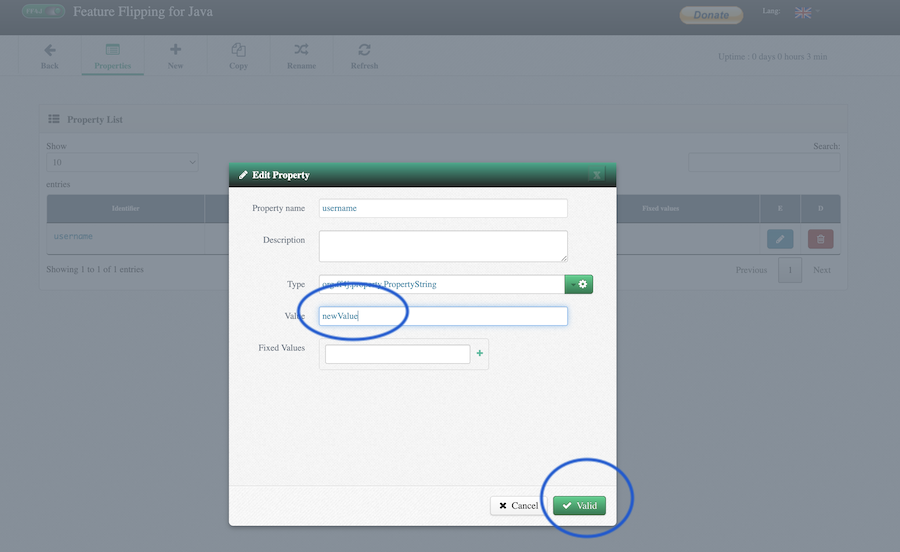 FF4J Feature Flipping for Java
Donate
Lang:
Back
Properties
New
Copy
Rename
Refresh
Uptime : 0 days 0 hours 3 min
Property List
Show
Search:
10
entries
Identifier
Fixed values
E
D
username
Showing 1 to 1 of 1 entries
Previous
1
Next
Edit Property
X
Property name
username
Description
Type
org.ff4j.property.PropertyString
Value
newValue
Fixed Values
+
Cancel
Valid